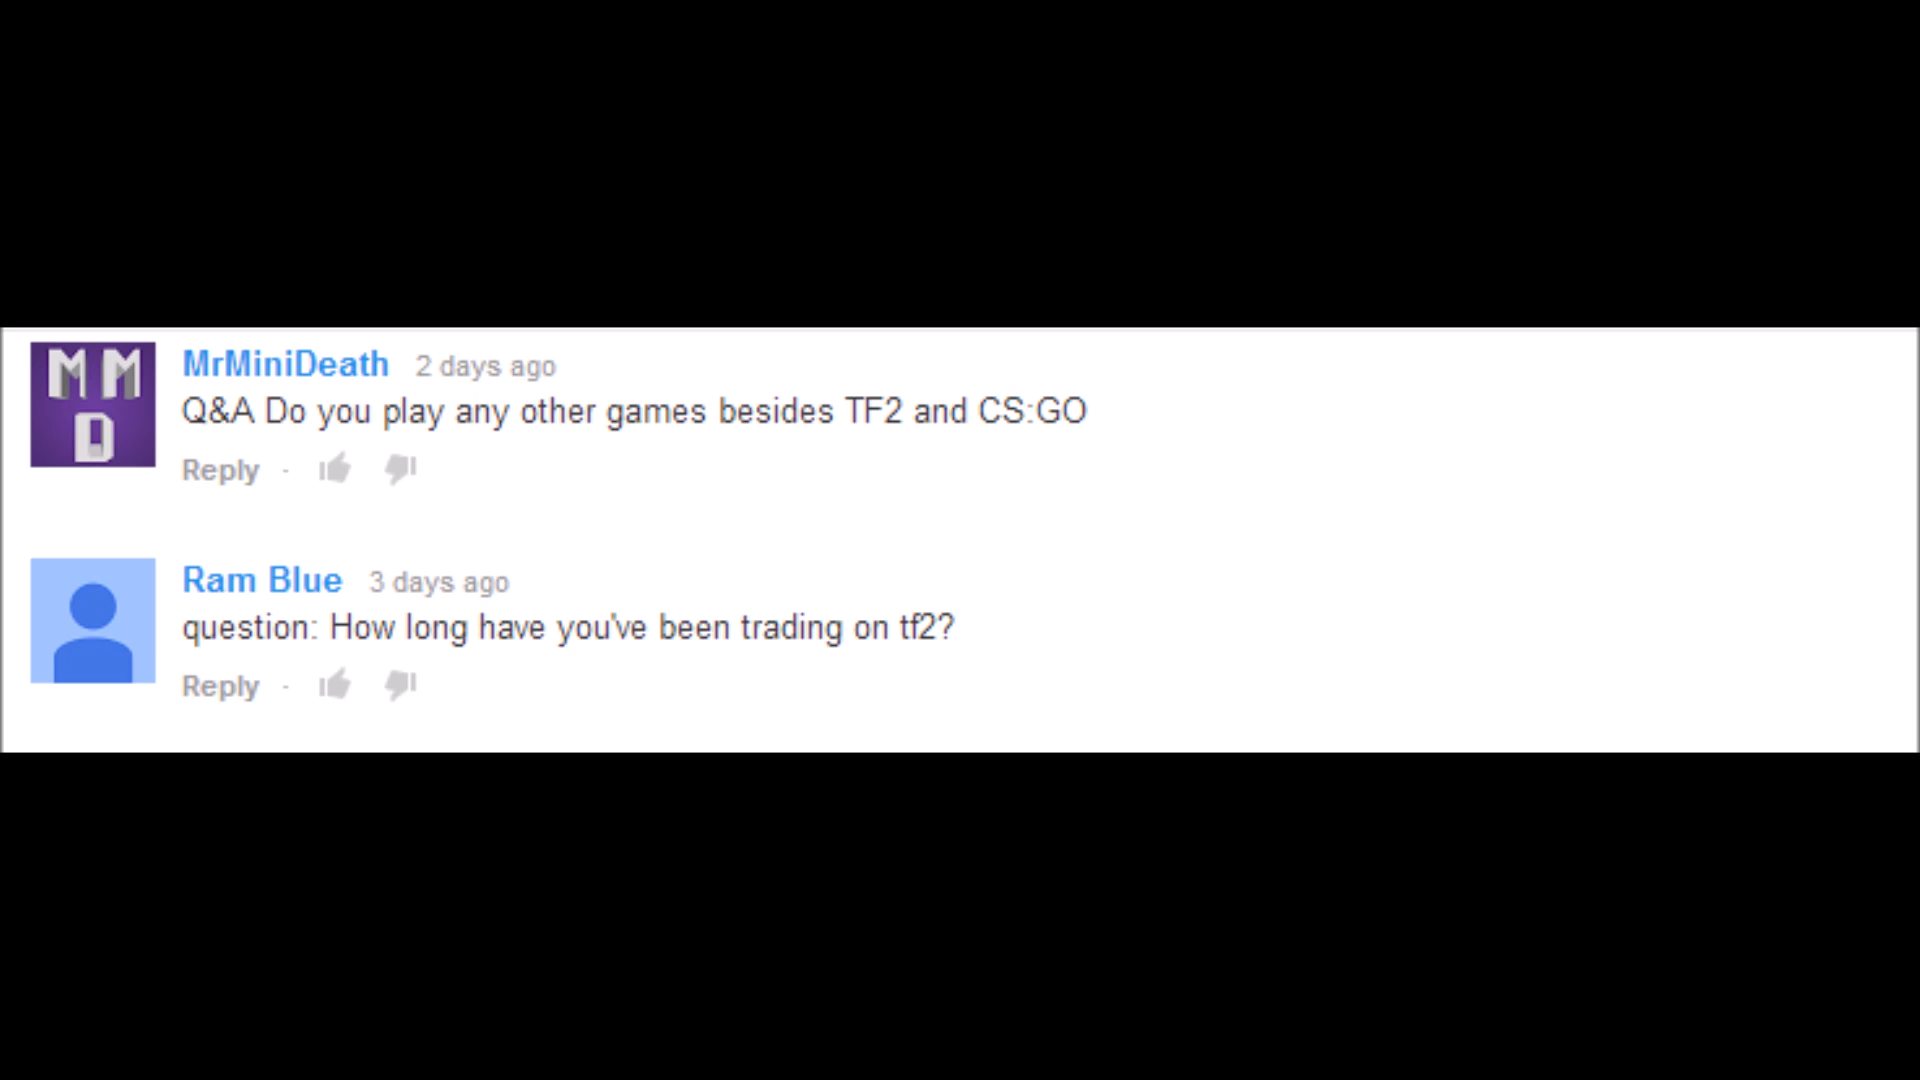 MMD
MrMiniDeath 2 days ago
Q&A Do you play any other games besides TF2 and CS:GO
Reply ·
Ram Blue 3 days ago
question: How long have you've been trading on tf2?
Reply ·